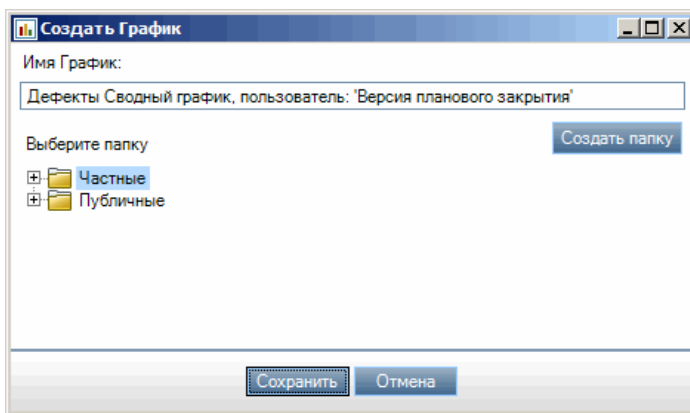 Создать График
Имя График:
Дефекты Сводный график, пользователь: 'Версия планового закрытия'
Создать папку
Выберите папку
Частные
Публичные
Сохранить Отмена